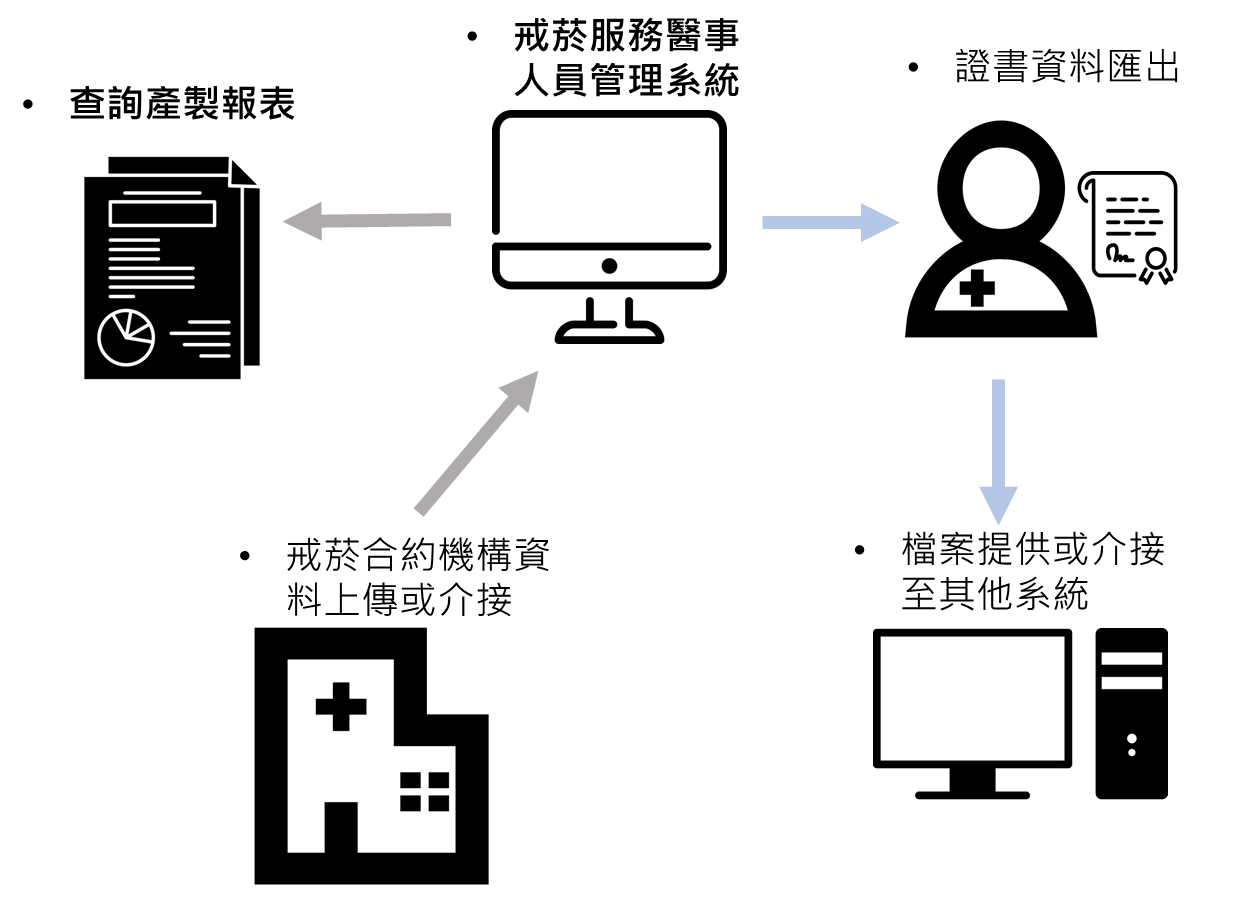 • 戒菸服務醫事
人員管理系統
• 證書資料匯出
• 查詢產製報表
• 戒菸合約機構資
料上傳或介接
• 檔案提供或介接
至其他系統